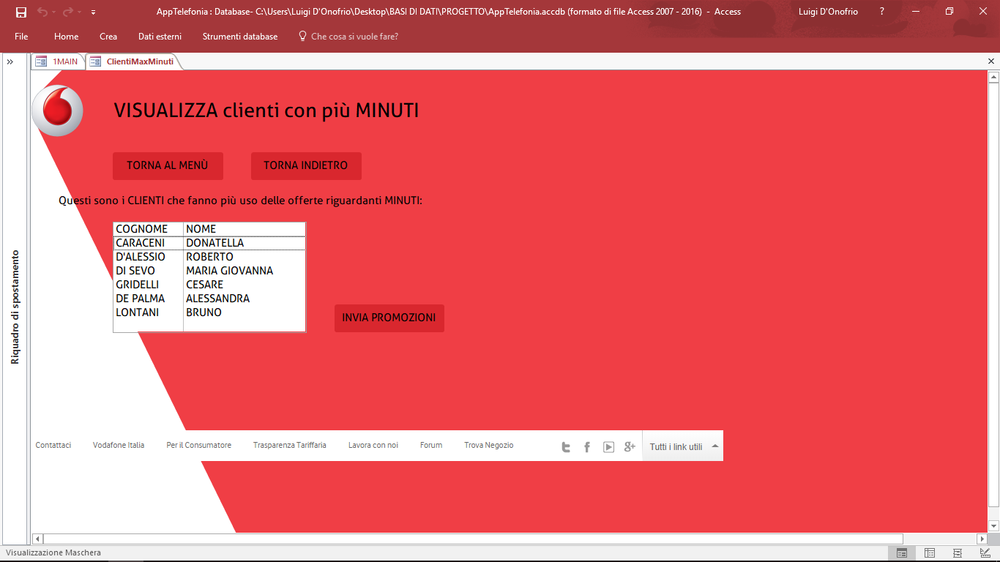 AppTelefonia : Database- C:\Users\Luigi D'Onofrio\Desktop\BASI DI DATI\PROGETTO\AppTelefonia.accdb (formato di file Access 2007 - 2016) - Access
Luigi D'Onofrio
?
File Home Crea Dati esterni Strumenti database Che cosa si vuole fare?
1MAIN ClientiMaxMinuti
Riquadro di spostamento
VISUALIZZA clienti con più MINUTI
TORNA AL MENÙ TORNA INDIETRO
Questi sono i CLIENTI che fanno più uso delle offerte riguardanti MINUTI:
COGNOME NOME
CARACENI DONATELLA
D'ALESSIO ROBERTO
DI SEVO MARIA GIOVANNA
GRIDELLI CESARE
DE PALMA ALESSANDRA
LONTANI BRUNO
INVIA PROMOZIONI
Contattaci Vodafone Italia Per il Consumatore Trasparenza Tariffaria Lavora con noi Forum Trova Negozio Tutti i link utili
Visualizzazione Maschera